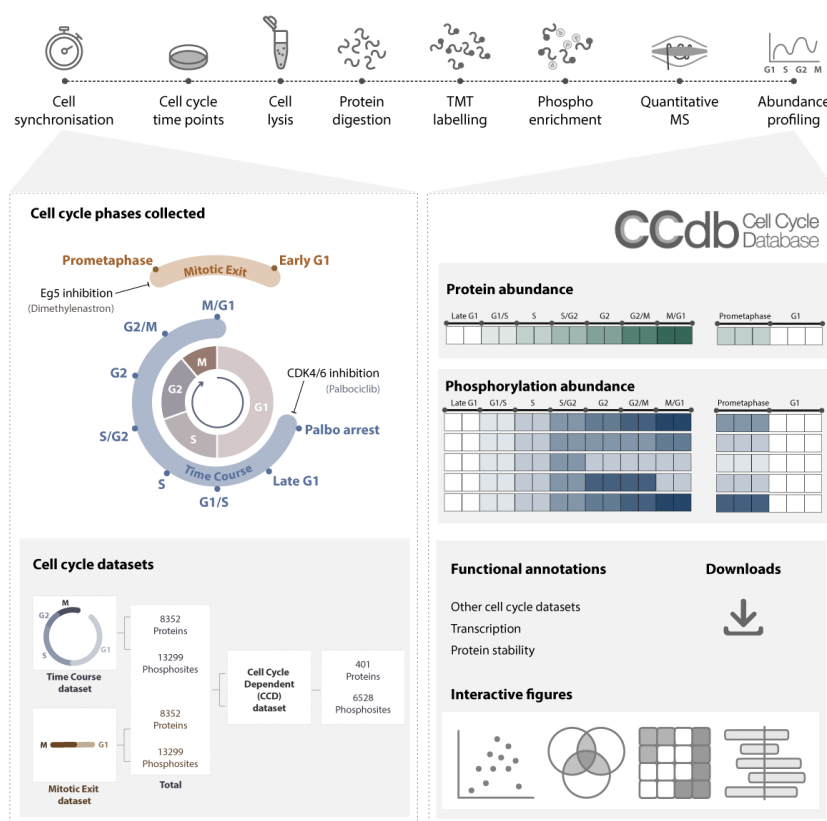 G1 S G2 M
Cell synchronisation
Cell cycle time points
Cell lysis
Protein digestion
TMT labelling
Phospho enrichment
Quantitative MS
Abundance profiling
Cell cycle phases collected
Prometaphase
Mitotic Exit
Early G1
Eg5 inhibition
(Dimethylenastron)
M/G1
G2/M
G2
S/G2
S
G1/S
Late G1
Palbo arrest
CDK4/6 inhibition
(Palbociclib)
M
G2
S
G1
Time Course
Cell cycle datasets
M
G2
S
G1
Time Course
dataset
M
G1
Mitotic Exit
dataset
8352
Proteins
13299
Phosphosites
8352
Proteins
13299
Phosphosites
Total
Cell Cycle
Dependent
(CCD)
dataset
401
Proteins
6528
Phosphosites
CCdb Cell Cycle
Database
Protein abundance
Late G1 G1/S S S/G2 G2 G2/M M/G1 Prometaphase G1
Phosphorylation abundance
Late G1 G1/S S S/G2 G2 G2/M M/G1 Prometaphase G1
Functional annotations
Other cell cycle datasets
Transcription
Protein stability
Downloads
Interactive figures